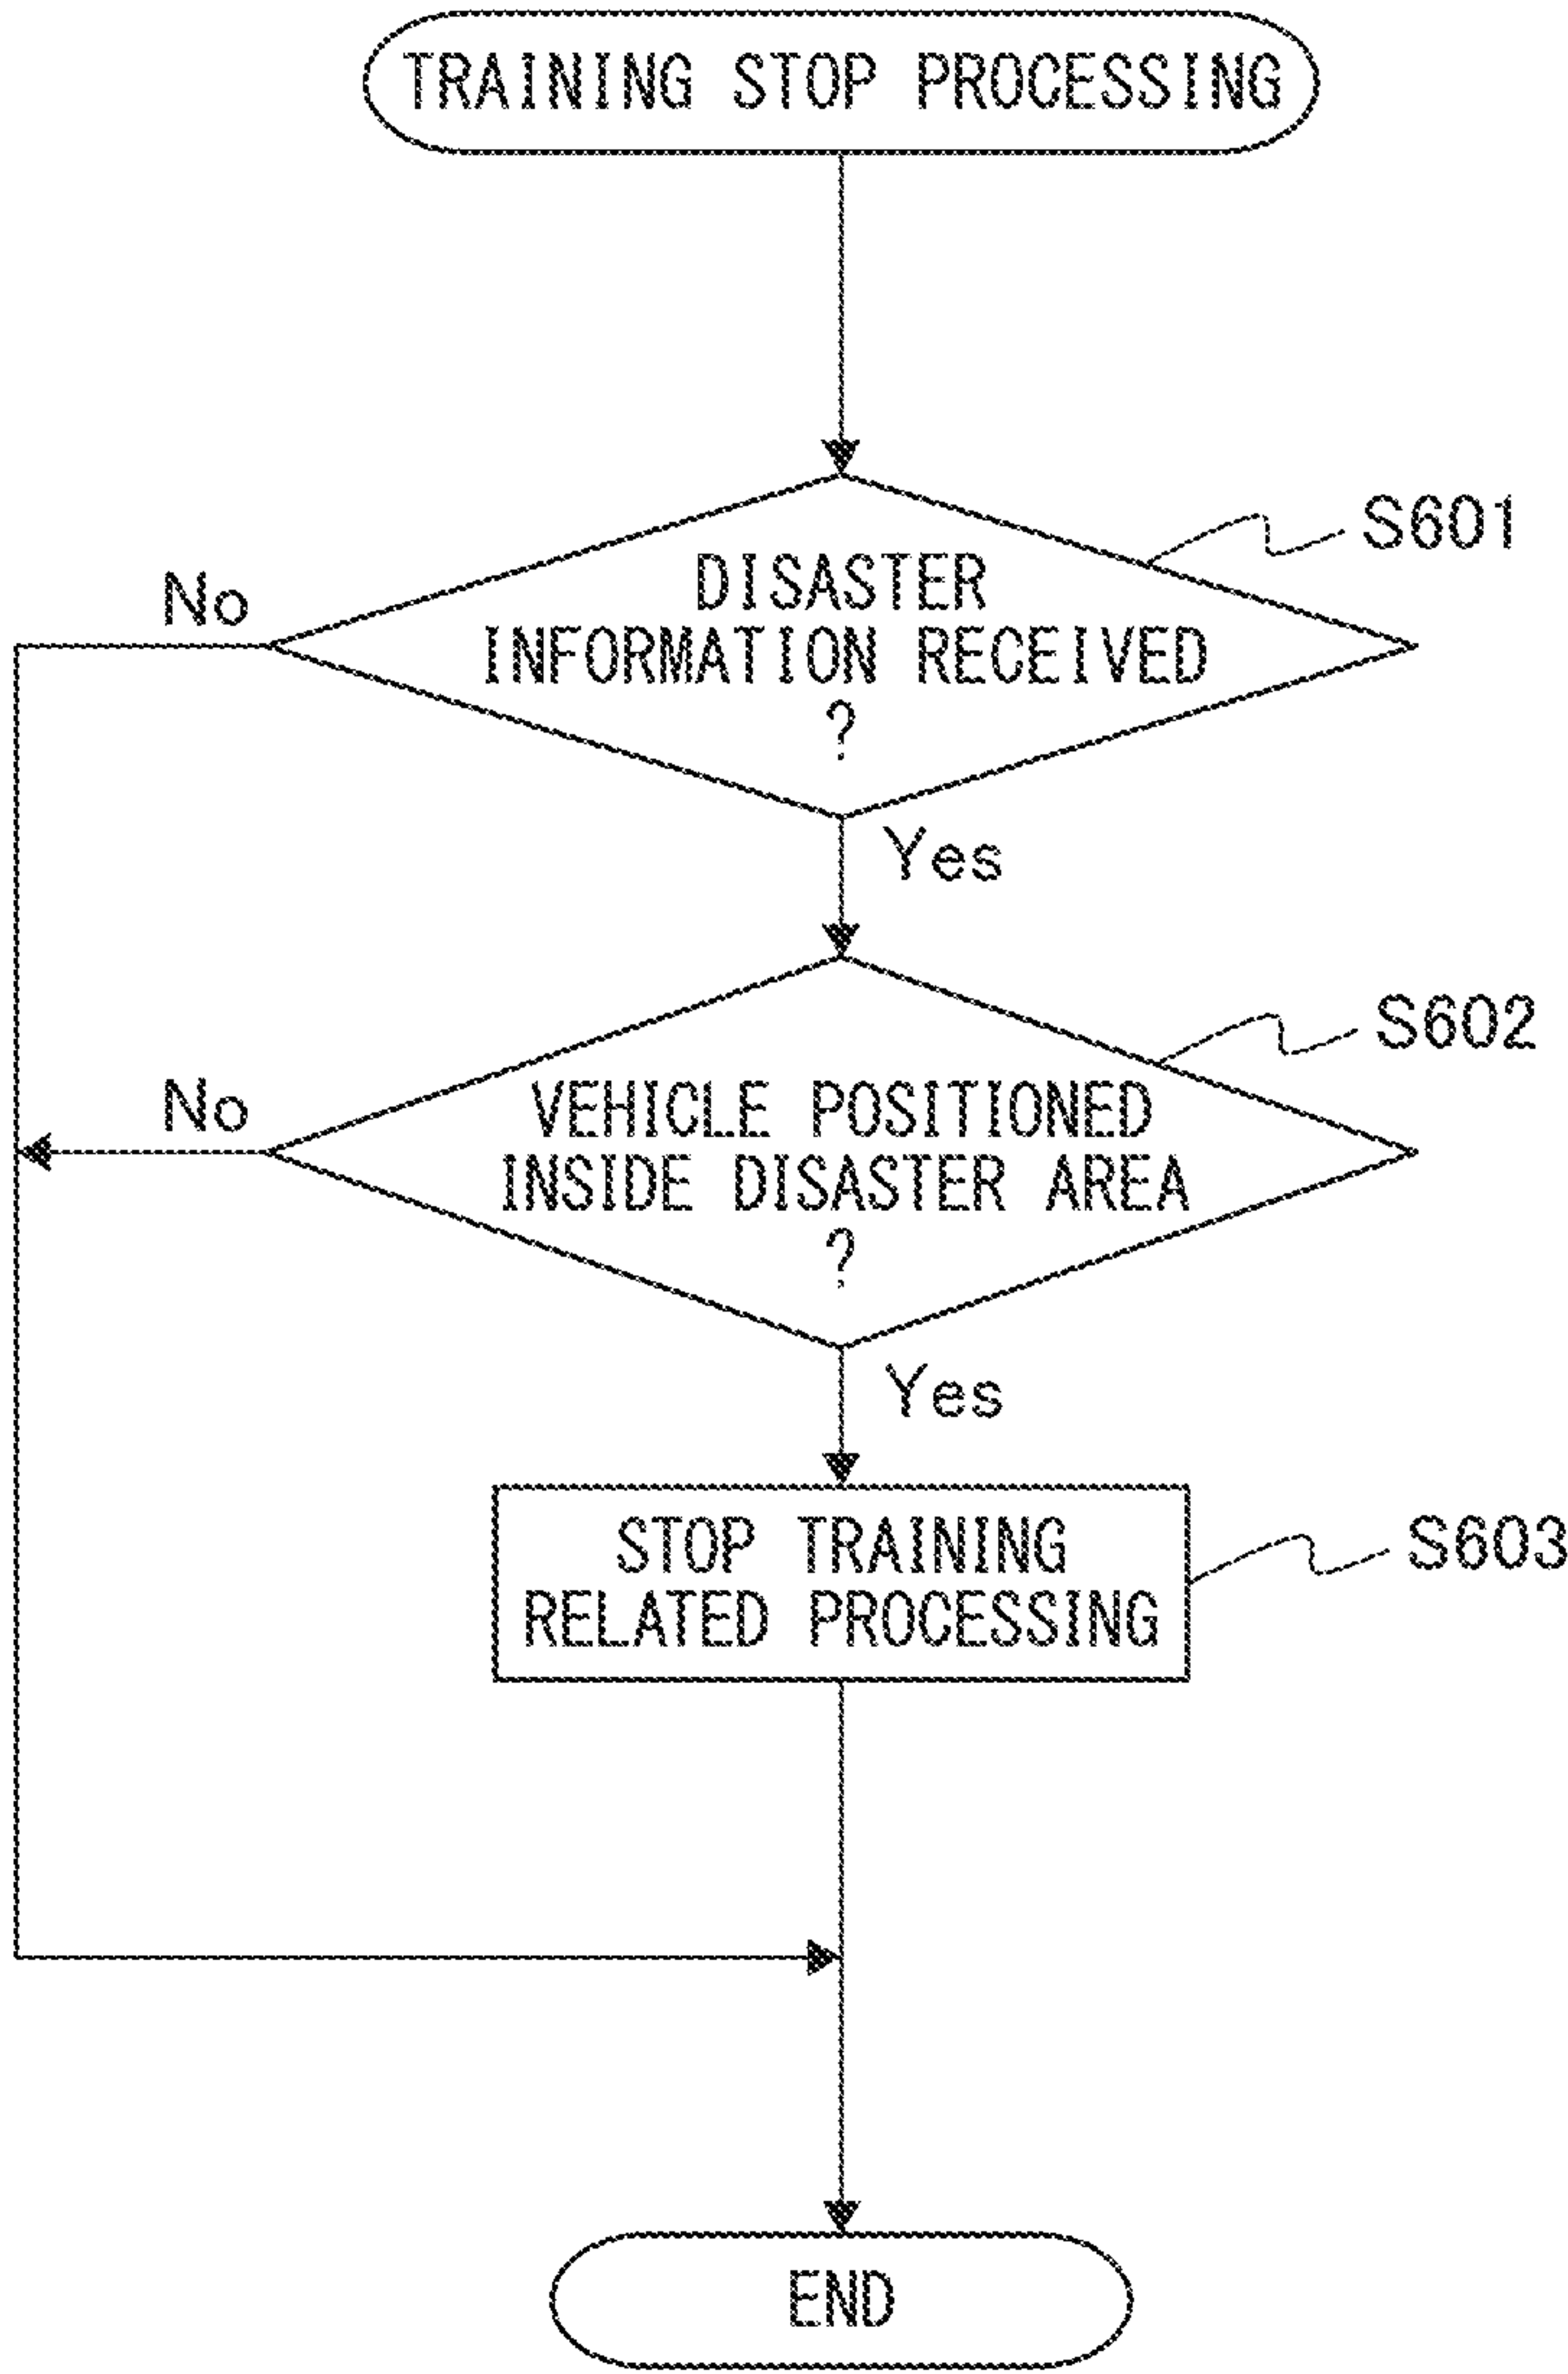 TRAINING STOP PROCESSING
S601
DISASTER
INFORMATION RECEIVED
?
No
Yes
S602
VEHICLE POSITIONED
INSIDE DISASTER AREA
?
No
Yes
STOP TRAINING
RELATED PROCESSING
S603
END